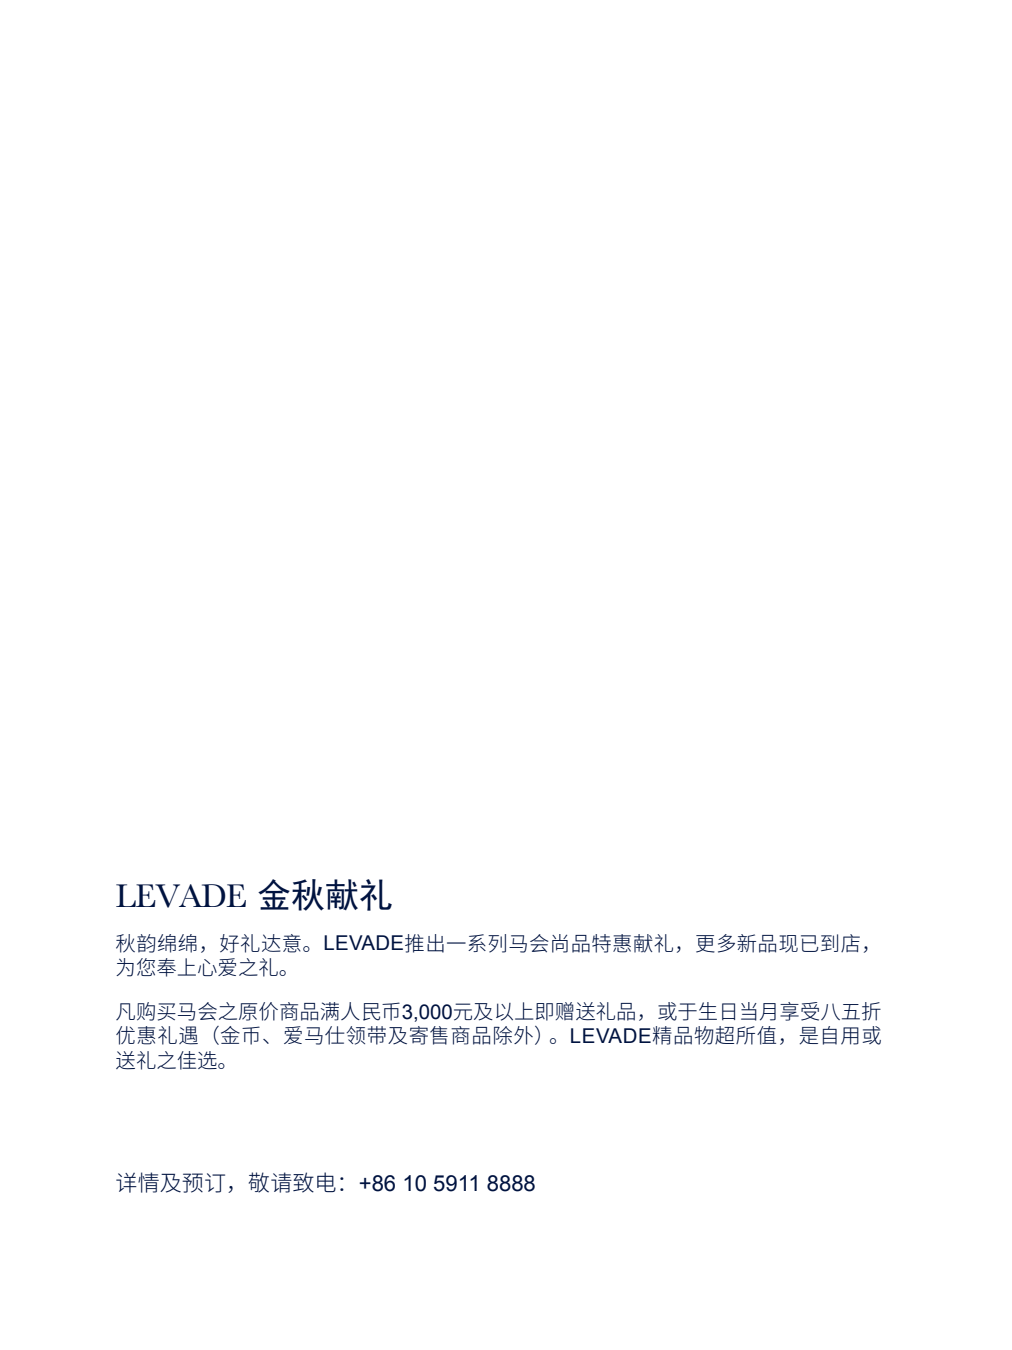 LEVADE 金秋献礼
秋韵绵绵，好礼达意。LEVADE推出一系列马会尚品特惠献礼，更多新品现已到店，
为您奉上心爱之礼。
凡购买马会之原价商品满人民币3,000元及以上即赠送礼品，或于生日当月享受八五折
优惠礼遇（金币、爱马仕领带及寄售商品除外）。LEVADE精品物超所值，是自用或
送礼之佳选。
详情及预订，敬请致电：+86 10 5911 8888